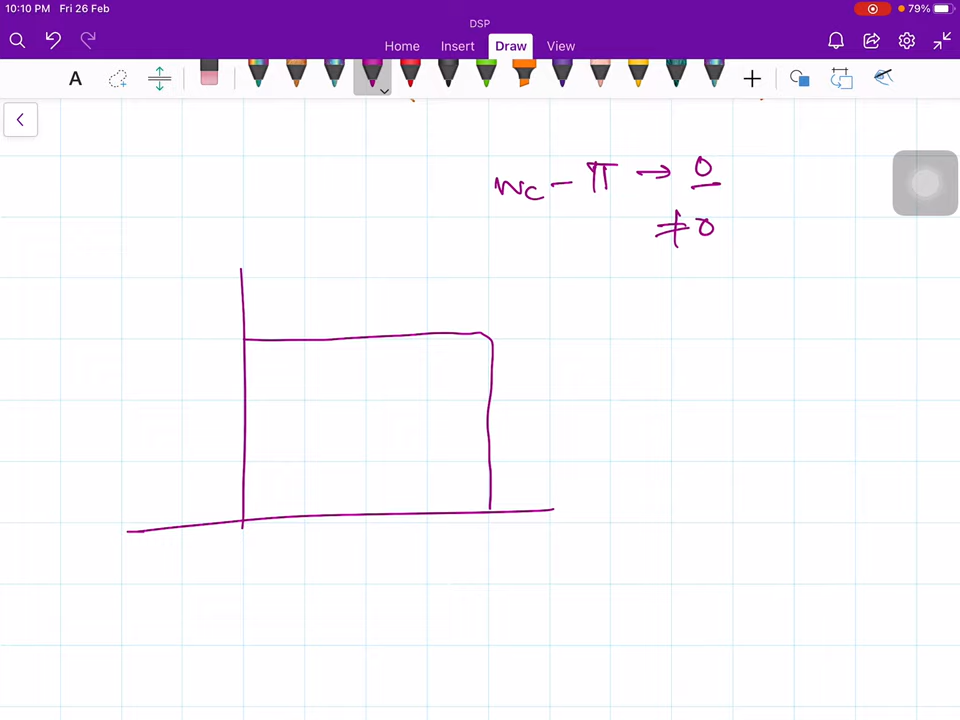 10:10 PM Fri 26 Feb
79%
DSP
Home Insert Draw View
A
wc - π → 0
≠ 0